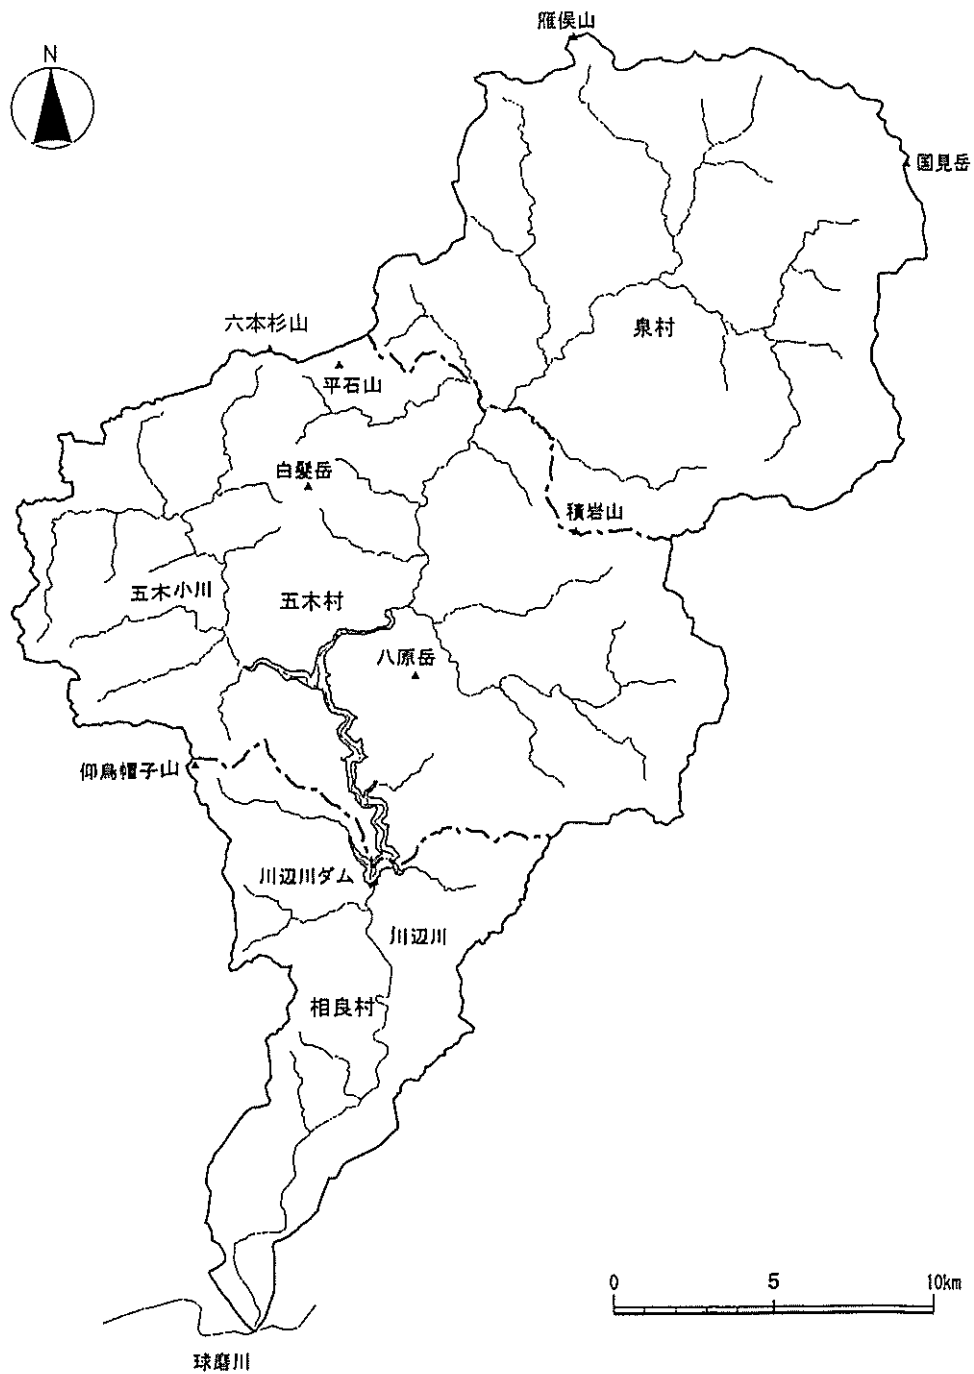 雁俣山
N
国見岳
六本杉山
泉村
平石山
白髪岳
積岩山
五木小川
五木村
八原岳
仰烏帽子山
川辺川ダム
川辺川
相良村
0 5 10km
球磨川